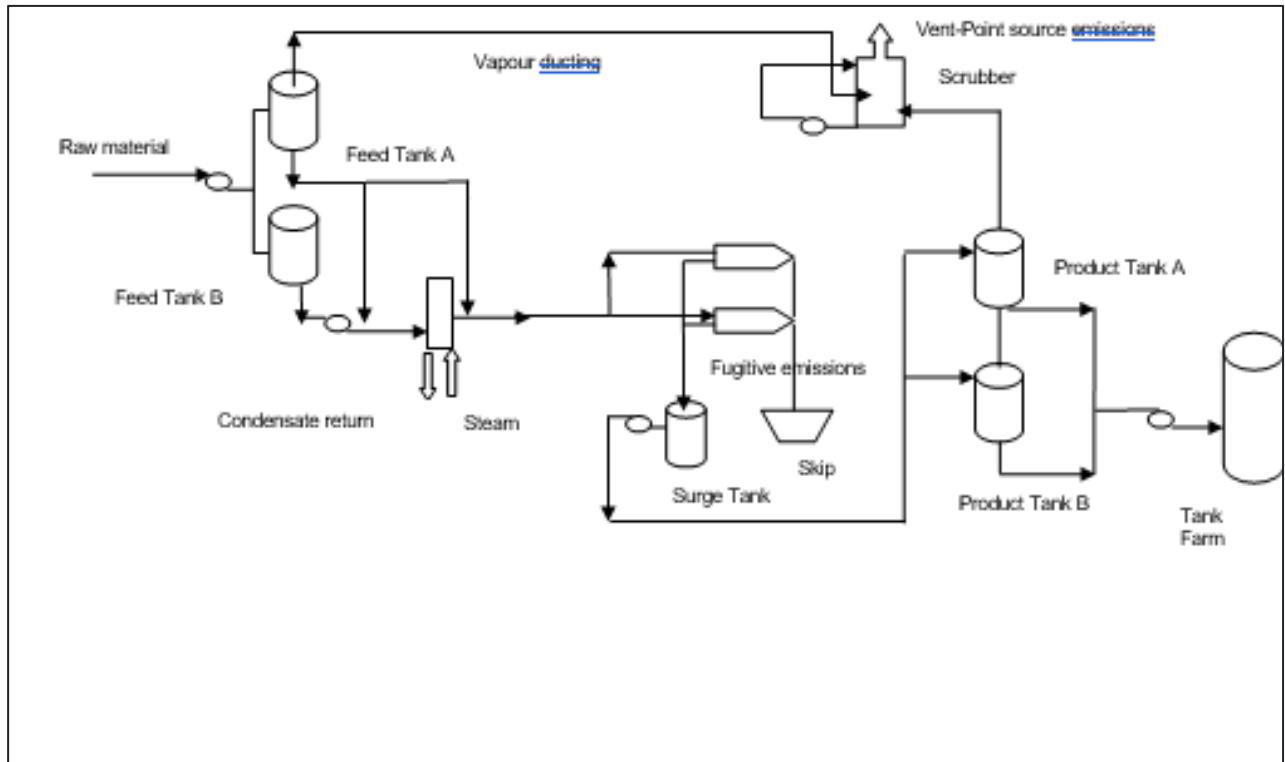 Vent-Point source emissions
Vapour ducting
Scrubber
Raw material
Feed Tank A
Product Tank A
Feed Tank B
Fugitive emissions
Condensate return
Steam
Skip
Surge Tank
Product Tank B
Tank
Farm